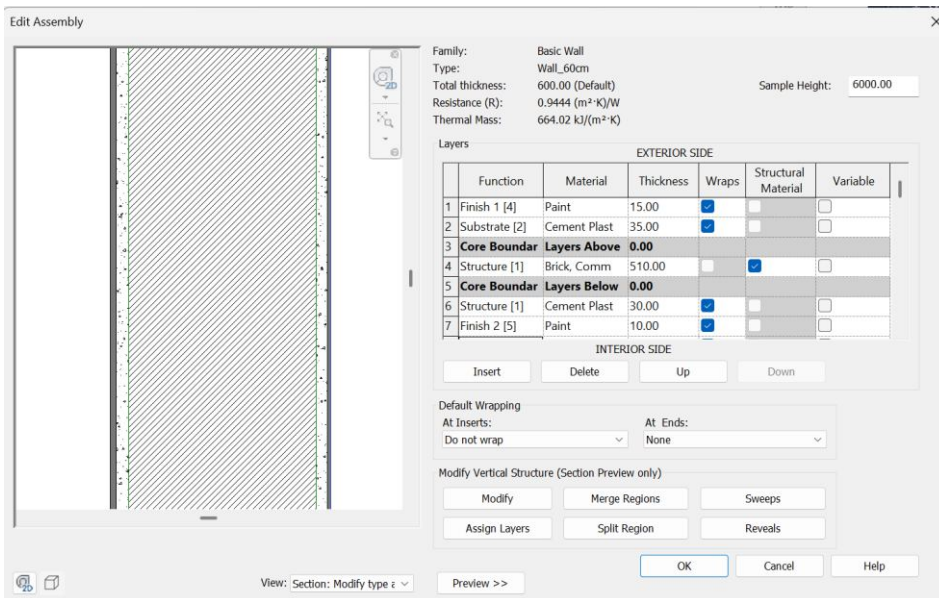 Edit Assembly
Family: Basic Wall
Type: Wall_60cm
Total thickness: 600.00 (Default)
Sample Height: 6000.00
Resistance (R): 0.9444 (m²·K)/W
Thermal Mass: 664.02 kJ/(m²·K)
Layers
EXTERIOR SIDE
Function Material Thickness Wraps Structural Material Variable
1 Finish 1 [4] Paint 15.00
2 Substrate [2] Cement Plast 35.00
3 Core Boundar Layers Above 0.00
4 Structure [1] Brick, Comm 510.00
5 Core Boundar Layers Below 0.00
6 Structure [1] Cement Plast 30.00
7 Finish 2 [5] Paint 10.00
INTERIOR SIDE
Insert Delete Up Down
Default Wrapping
At Inserts: At Ends:
Do not wrap None
Modify Vertical Structure (Section Preview only)
Modify Merge Regions Sweeps
Assign Layers Split Region Reveals
OK Cancel Help
View: Section: Modify type a Preview >>
2D
2D